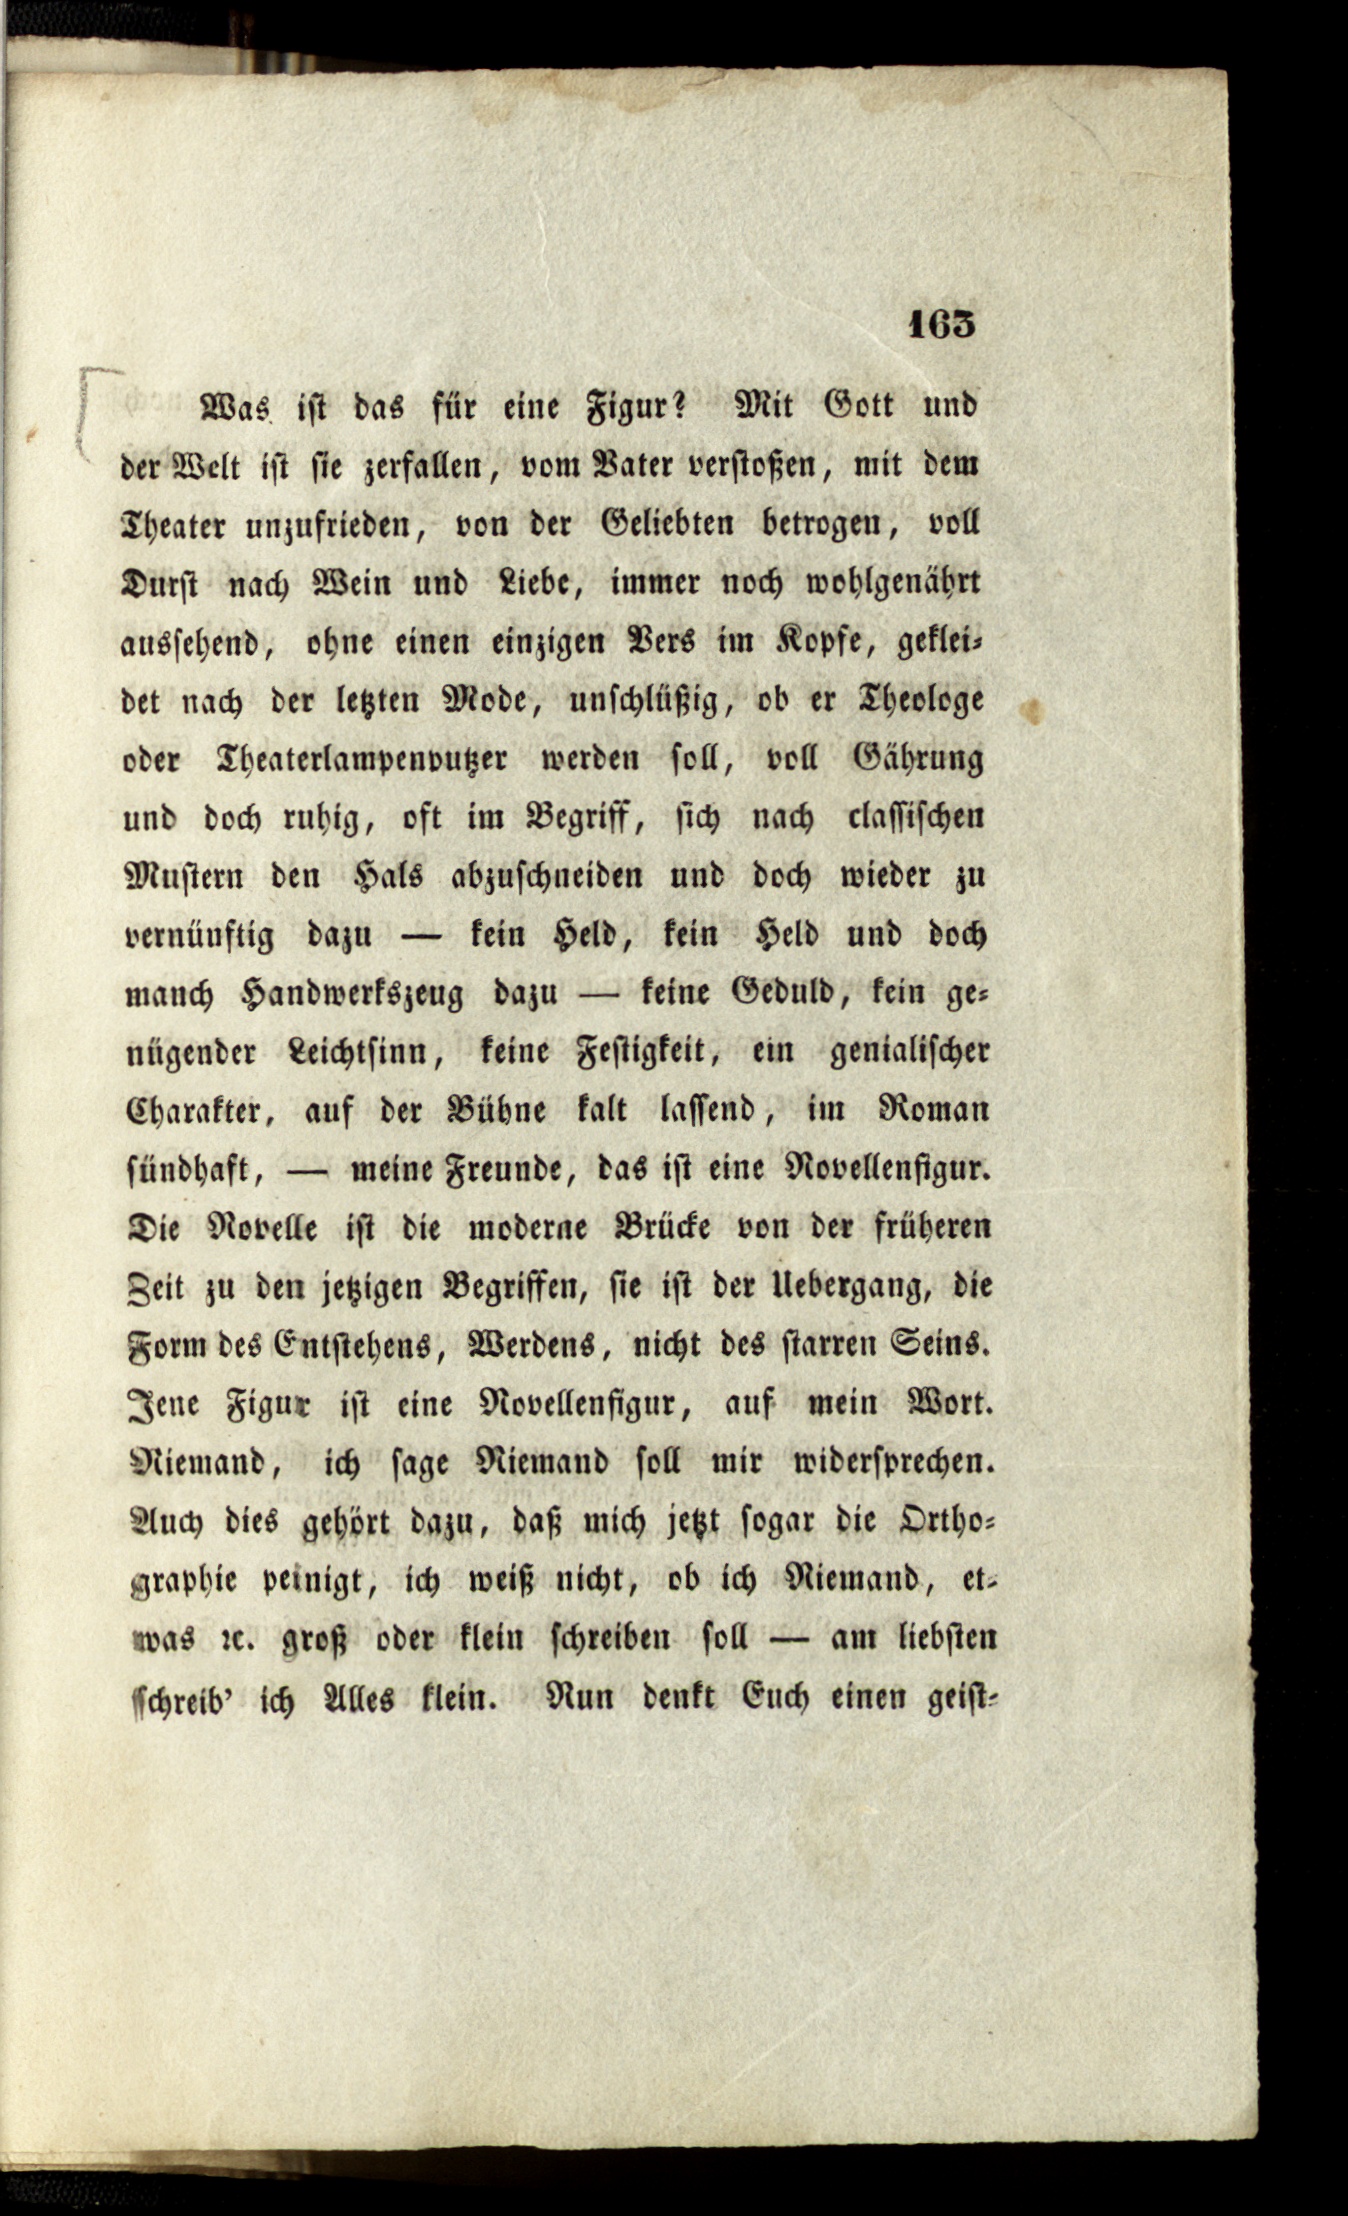 163
Was ist das für eine Figur? Mit Gott und
der Welt ist sie zerfallen, vom Vater verstoßen, mit dem
Theater unzufrieden, von der Geliebten betrogen, voll
Durst nach Wein und Liebe, immer noch wohlgenährt
aussehend, ohne einen einzigen Vers im Kopfe, geklei-
det nach der letzten Mode, unschlüßig, ob er Theologe
oder Theaterlampenputzer werden soll, voll Gährung
und doch ruhig, oft im Begriff, sich nach classischen
Mustern den Hals abzuschneiden und doch wieder zu
vernünftig dazu — kein Held, kein Held und doch
manch Handwerkszeug dazu — keine Geduld, kein ge-
nügender Leichtsinn, keine Festigkeit, ein genialischer
Charakter, auf der Bühne kalt lassend, im Roman
sündhaft, — meine Freunde, das ist eine Novellenfigur.
Die Novelle ist die moderne Brücke von der früheren
Zeit zu den jetzigen Begriffen, sie ist der Uebergang, die
Form des Entstehens, Werdens, nicht des starren Seins.
Jene Figur ist eine Novellenfigur, auf mein Wort.
Niemand, ich sage Niemand soll mir widersprechen.
Auch dies gehört dazu, daß mich jetzt sogar die Ortho-
graphie peinigt, ich weiß nicht, ob ich Niemand, et-
was ꝛc. groß oder klein schreiben soll — am liebsten
schreib' ich Alles klein. Nun denkt Euch einen geist-